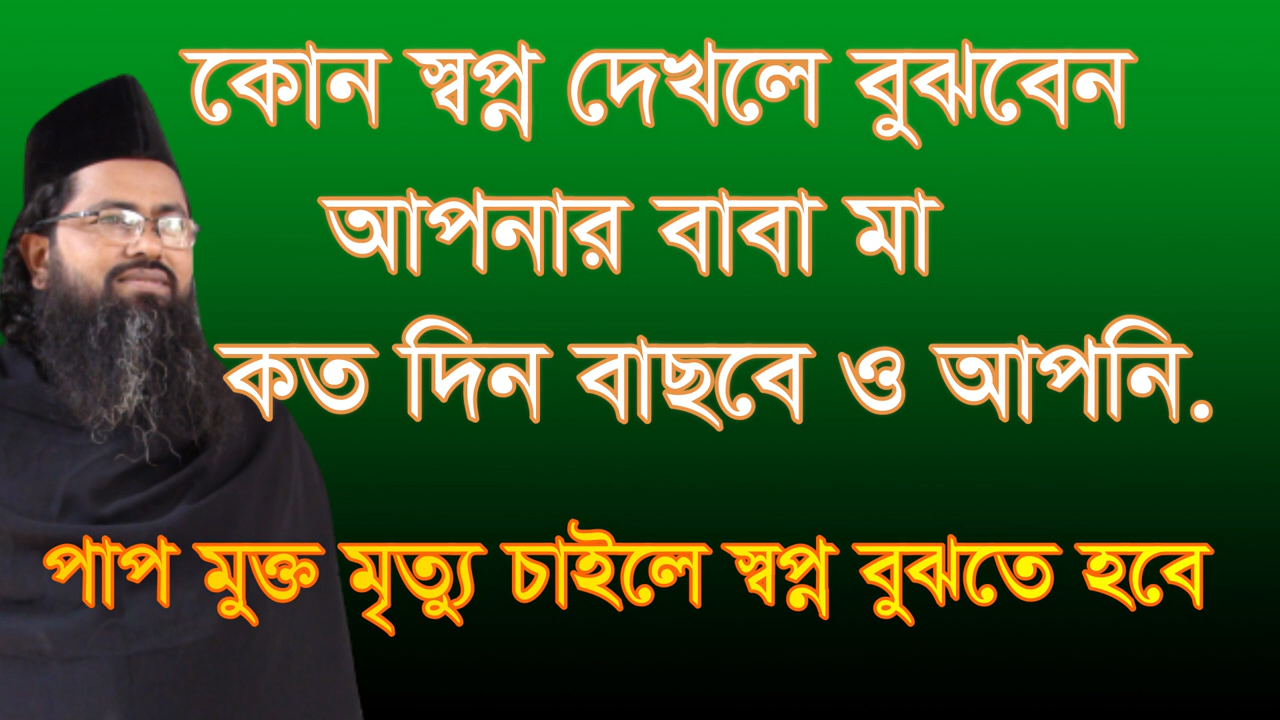 কোন স্বপ্ন দেখলে বুঝবেন
আপনার বাবা মা
কত দিন বাছবে ও আপনি.
পাপ মুক্ত মৃত্যু চাইলে স্বপ্ন বুঝতে হবে